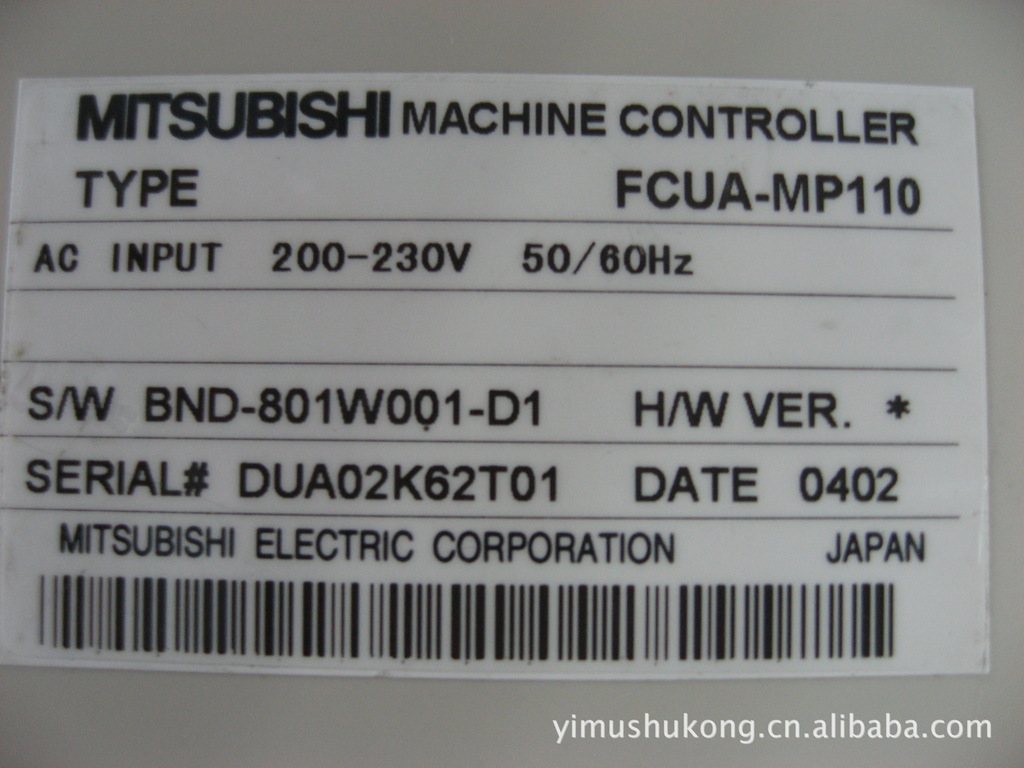 MITSUBISHI MACHINE CONTROLLER
TYPE FCUA-MP110
AC INPUT 200-230V 50/60Hz
S/W BND-801W001-D1 H/W VER. *
SERIAL# DUA02K62T01 DATE 0402
MITSUBISHI ELECTRIC CORPORATION JAPAN
yimushukong.cn.alibaba.com